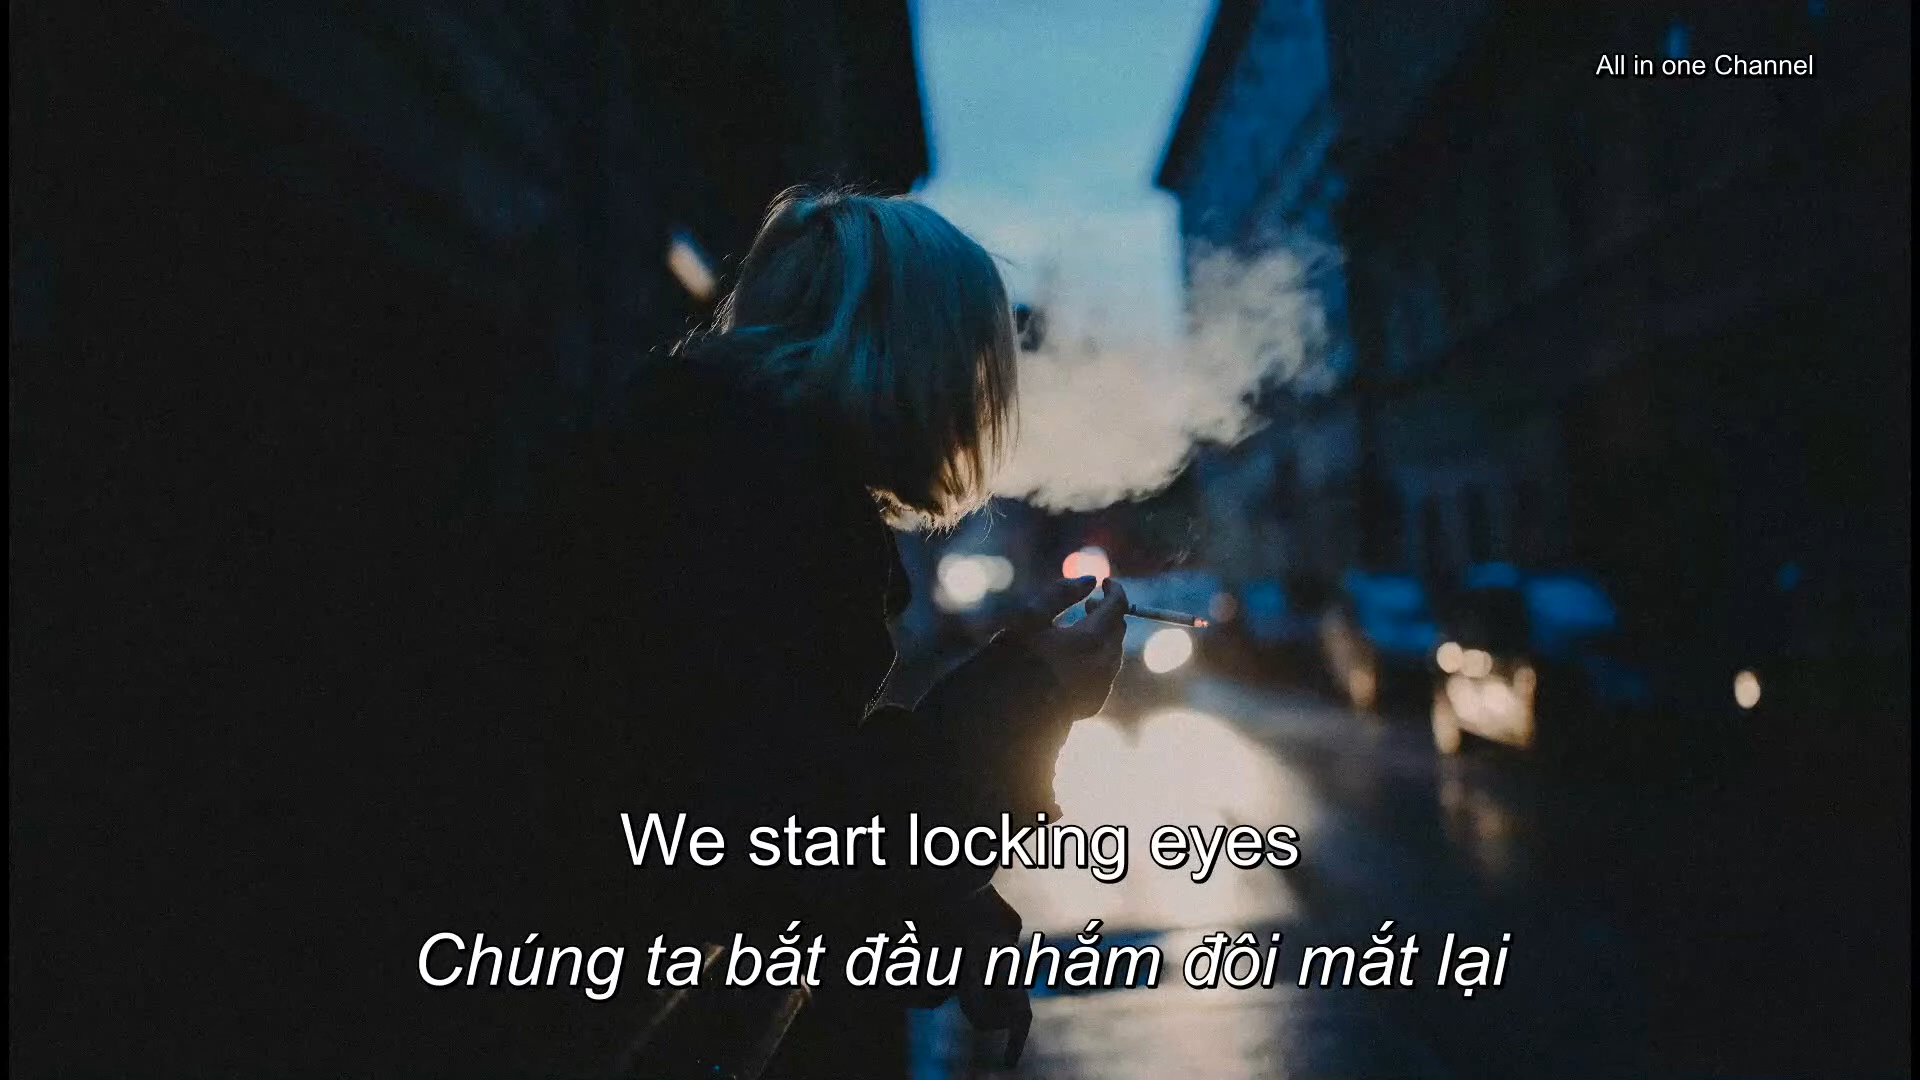 All in one Channel
We start locking eyes
Chúng ta bắt đầu nhắm đôi mắt lại